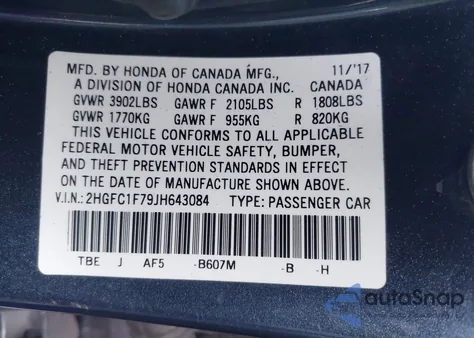 MFD. BY HONDA OF CANADA MFG., 11/'17
A DIVISION OF HONDA CANADA INC. CANADA
GVWR 3902LBS GAWR F 2105LBS R 1808LBS
GVWR 1770KG GAWR F 955KG R 820KG
THIS VEHICLE CONFORMS TO ALL APPLICABLE
FEDERAL MOTOR VEHICLE SAFETY, BUMPER,
AND THEFT PREVENTION STANDARDS IN EFFECT
ON THE DATE OF MANUFACTURE SHOWN ABOVE.
V.I.N.: 2HGFC1F79JH643084 TYPE: PASSENGER CAR
TBE J AF5 -B607M -B -H
autoSnap